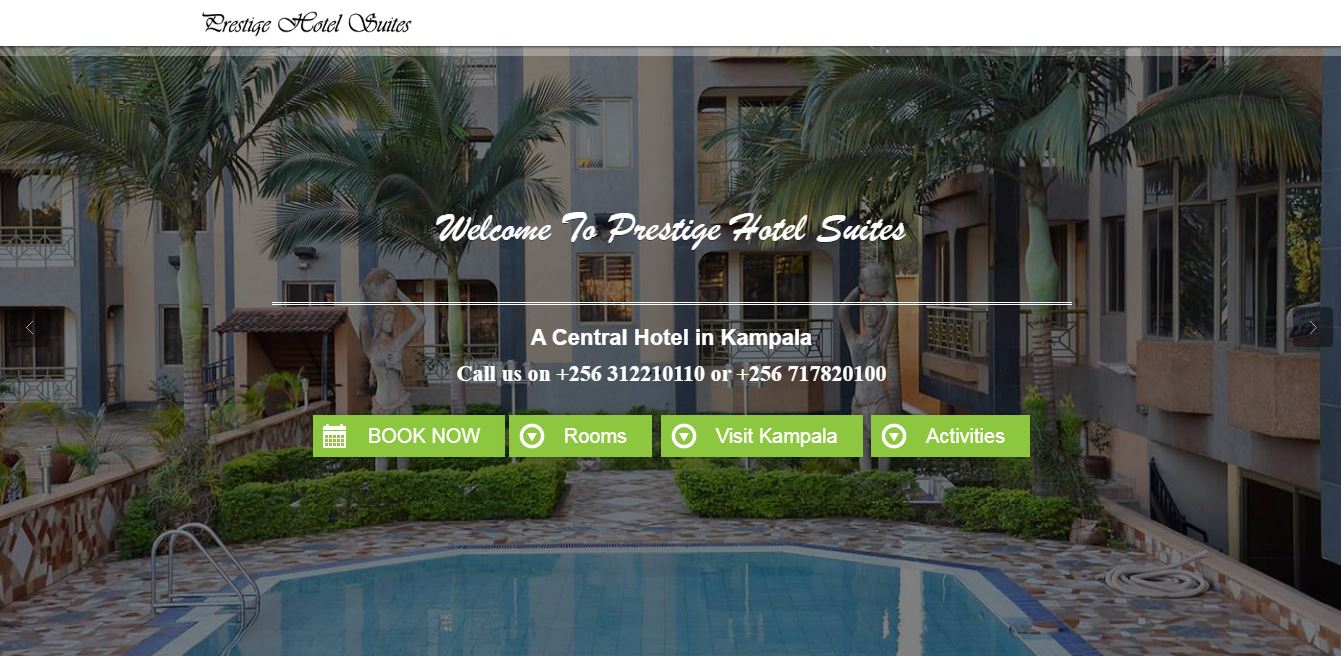 Prestige Hotel Suites
Welcome To Prestige Hotel Suites
A Central Hotel in Kampala
Call us on +256 312210110 or +256 717820100
BOOK NOW
Rooms
Visit Kampala
Activities